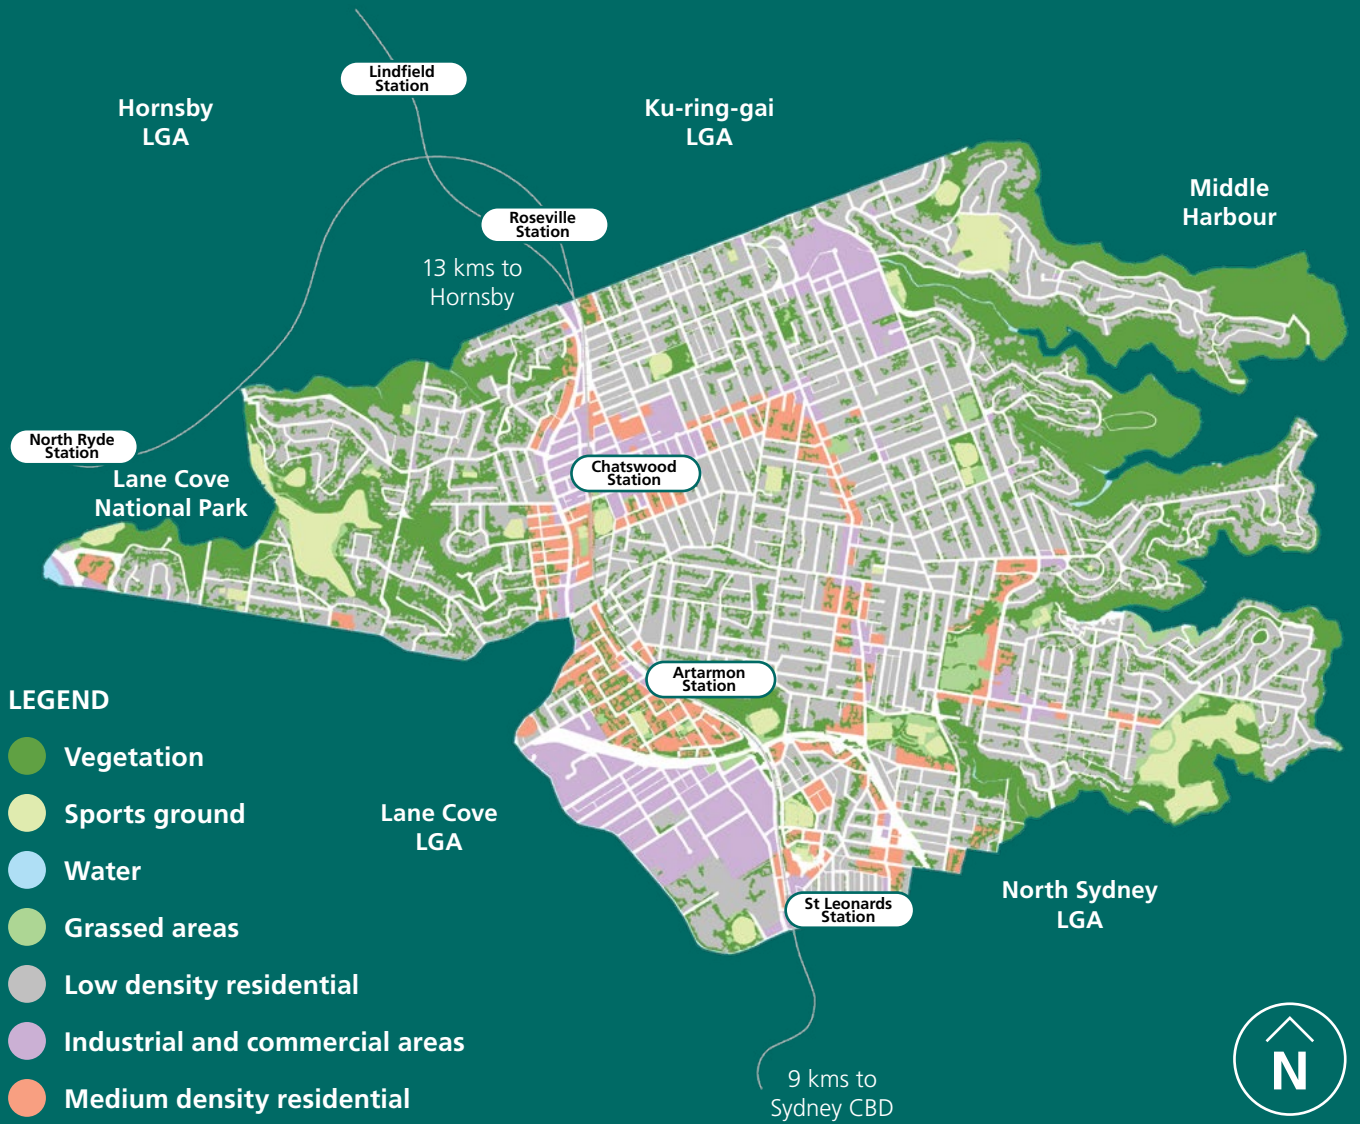 Lindfield
Station
Hornsby
LGA
Ku-ring-gai
LGA
Middle
Harbour
Roseville
Station
13 kms to
Hornsby
North Ryde
Station
Lane Cove
National Park
Chatswood
Station
Artarmon
Station
LEGEND
Vegetation
Sports ground
Water
Grassed areas
Low density residential
Industrial and commercial areas
Medium density residential
Lane Cove
LGA
St Leonards
Station
North Sydney
LGA
9 kms to
Sydney CBD
N